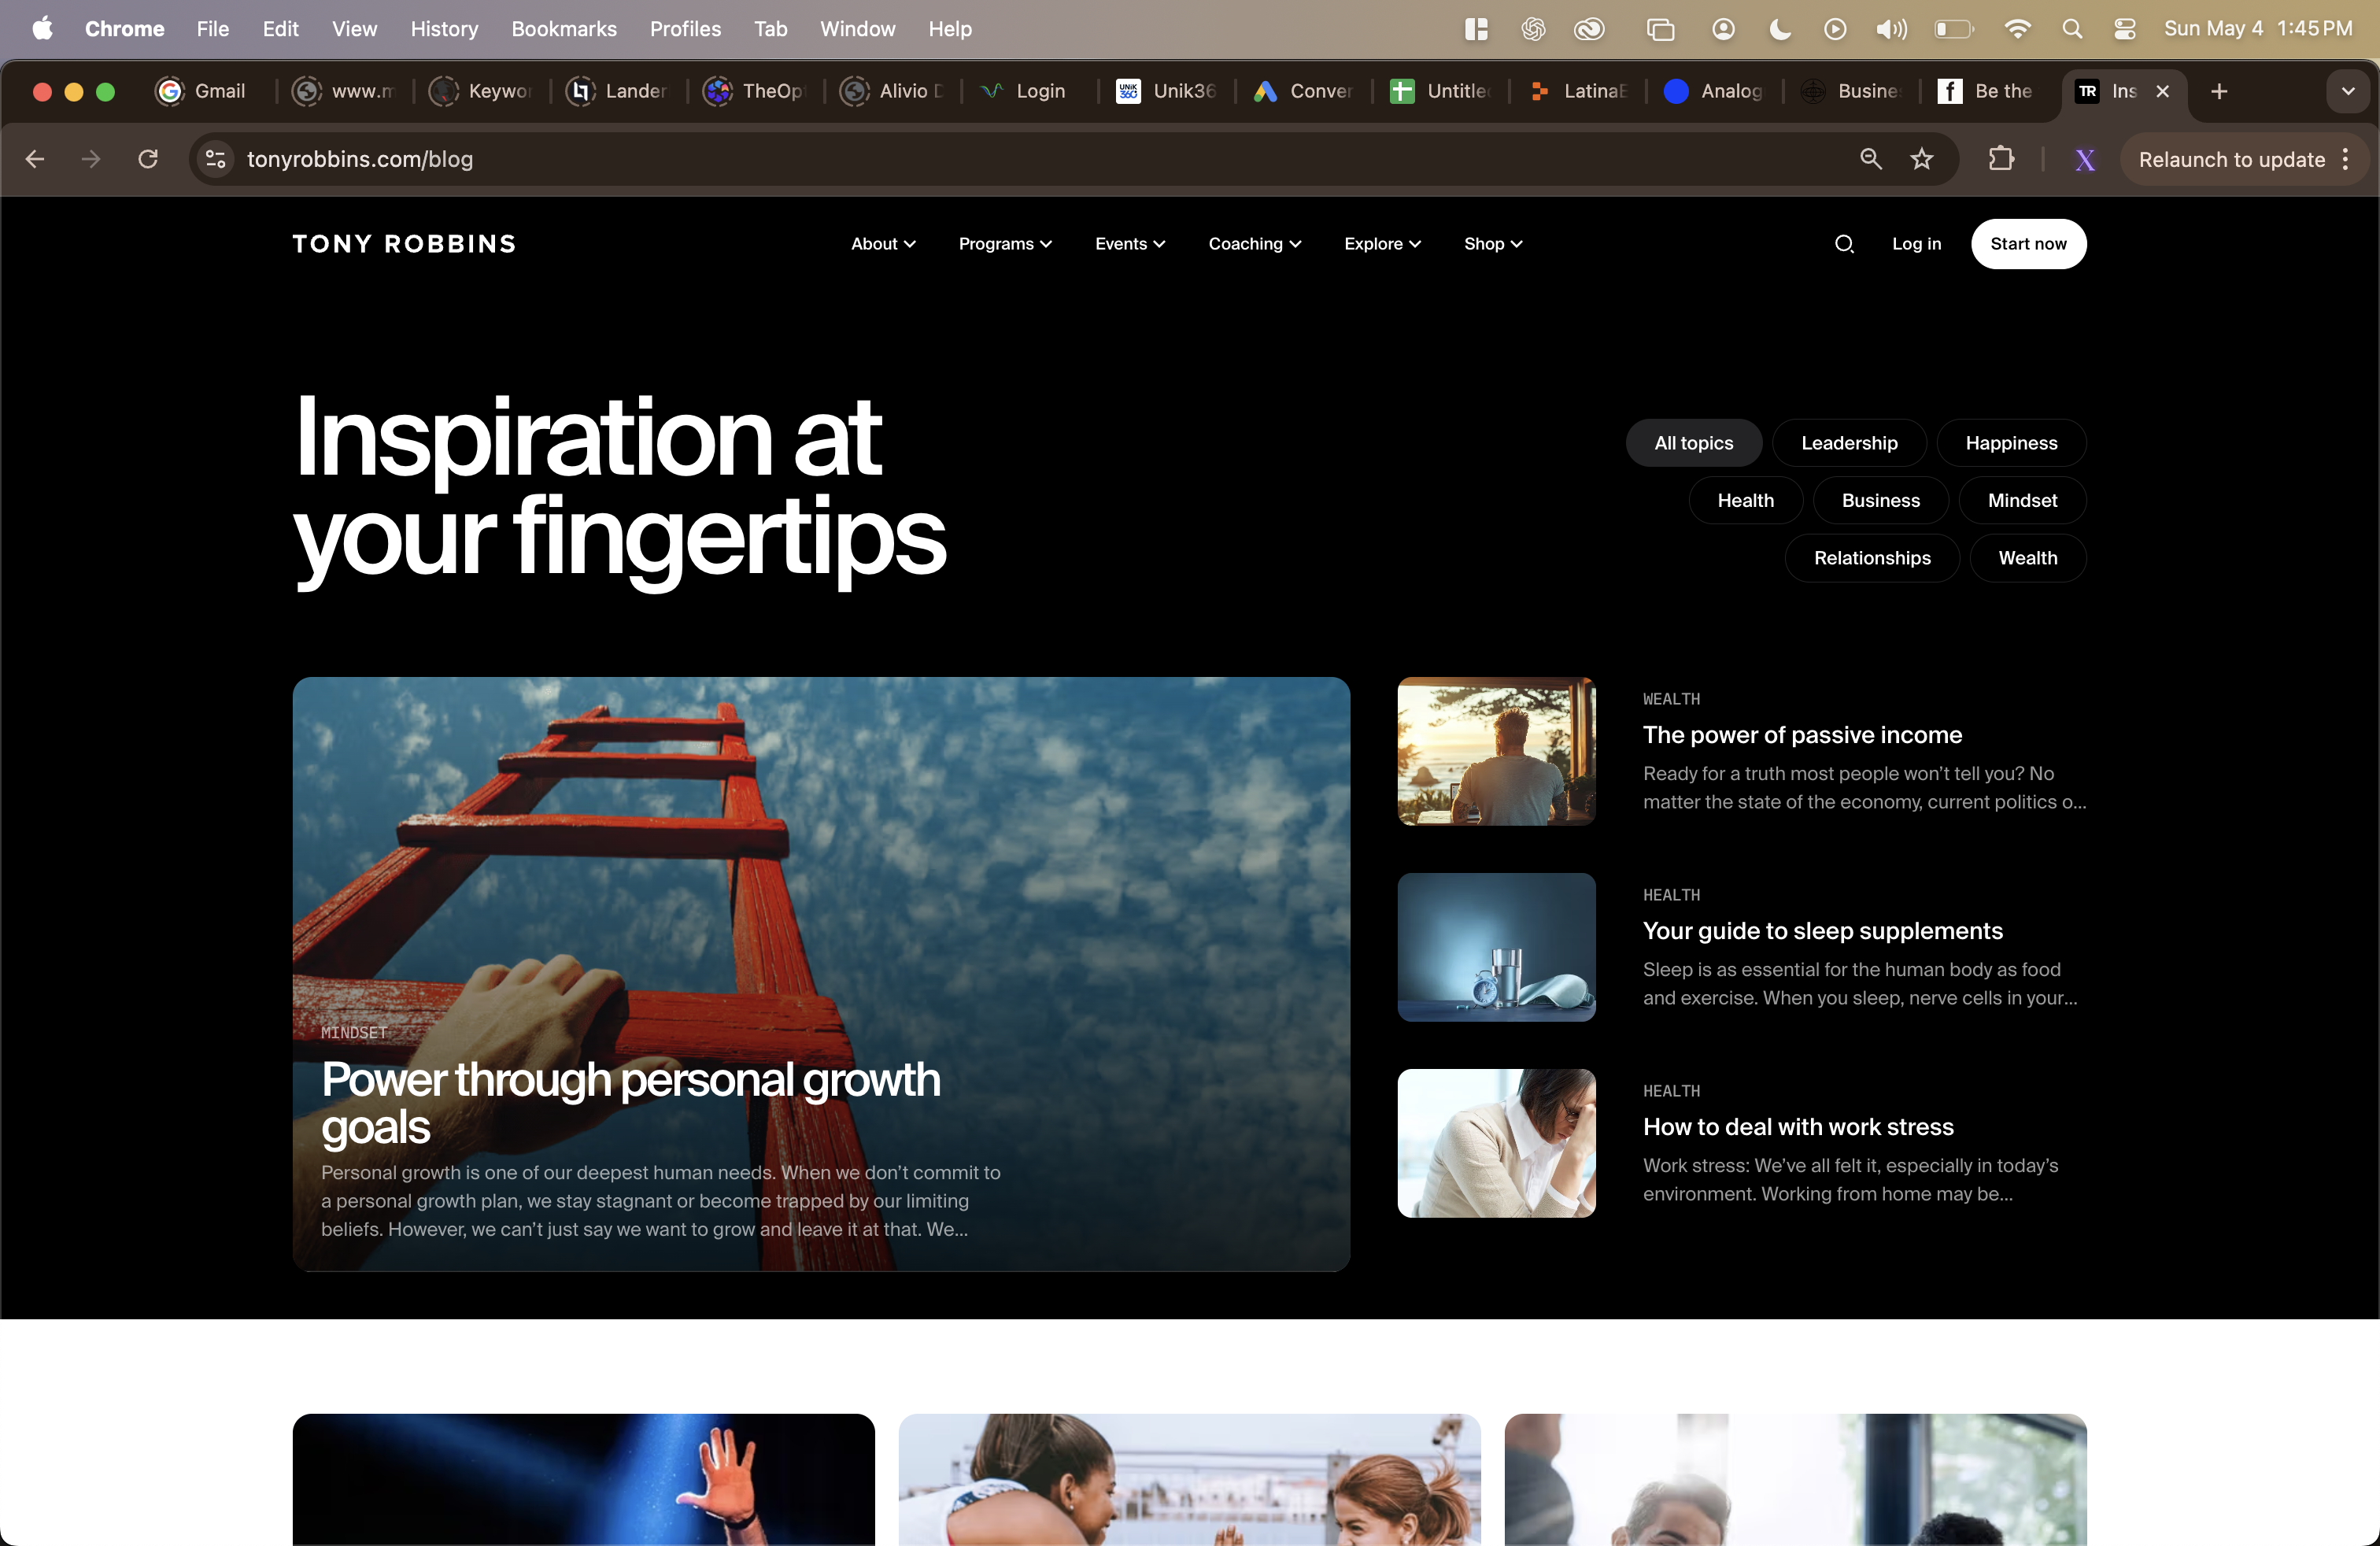 Chrome File Edit View History Bookmarks Profiles Tab Window Help Sun May 4 1:45 PM
Gmail www.m Keywor Lander TheOpt Alivio D Login Unik36 Conver Untitled LatinaE Analog Busines Be the Ins
tonyrobbins.com/blog Relaunch to update
TONY ROBBINS About Programs Events Coaching Explore Shop Log in Start now
Inspiration at
your fingertips
All topics Leadership Happiness
Health Business Mindset
Relationships Wealth
MINDSET
Power through personal growth
goals
Personal growth is one of our deepest human needs. When we don’t commit to
a personal growth plan, we stay stagnant or become trapped by our limiting
beliefs. However, we can’t just say we want to grow and leave it at that. We...
WEALTH
The power of passive income
Ready for a truth most people won’t tell you? No
matter the state of the economy, current politics o...
HEALTH
Your guide to sleep supplements
Sleep is as essential for the human body as food
and exercise. When you sleep, nerve cells in your...
HEALTH
How to deal with work stress
Work stress: We’ve all felt it, especially in today’s
environment. Working from home may be...